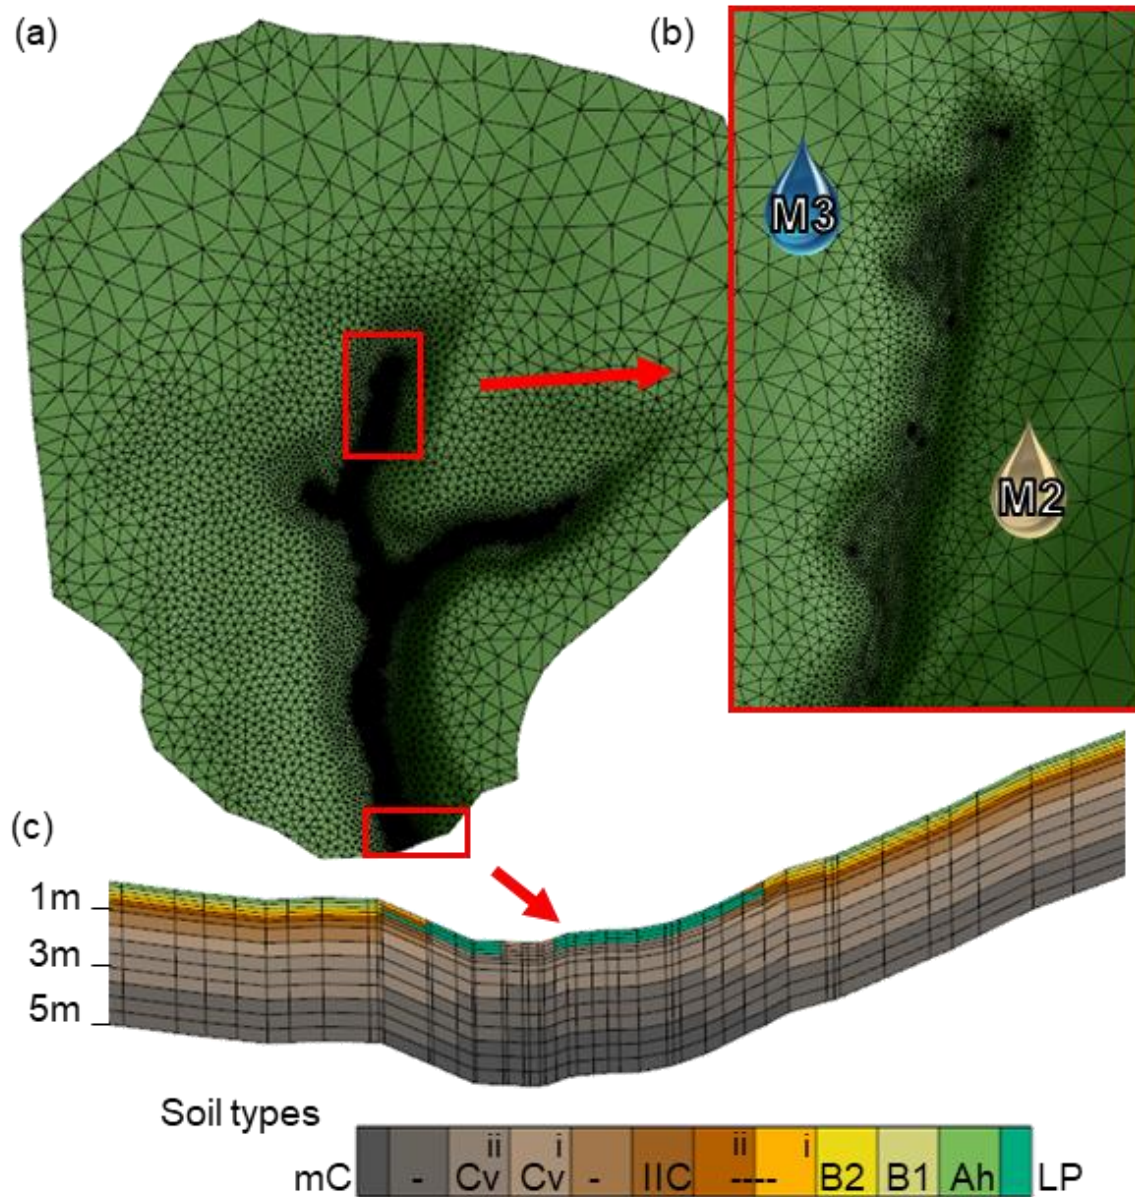 (a)
(b)
M3
M2
(c)
1m
3m
5m
Soil types
ii i ii i
mC - Cv Cv - IIC ---- B2 B1 Ah LP